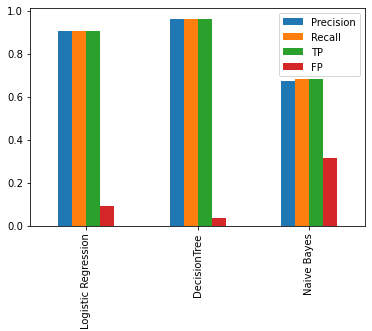 1.0
0.8
0.6
0.4
0.2
0.0
Precision
Recall
TP
FP
Logistic Regression
DecisionTree
Naive Bayes